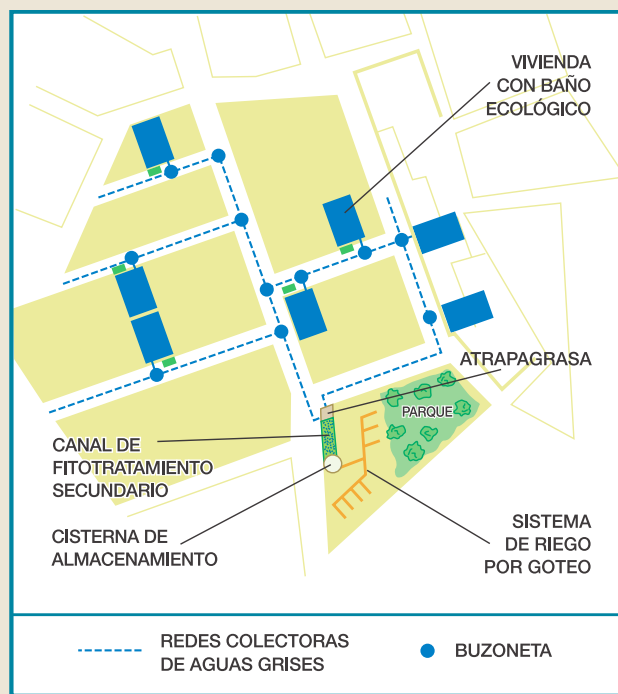 VIVIENDA
CON BAÑO
ECOLÓGICO
ATRAPAGRASA
PARQUE
CANAL DE
FITOTRATAMIENTO
SECUNDARIO
CISTERNA DE
ALMACENAMIENTO
SISTEMA
DE RIEGO
POR GOTEO
REDES COLECTORAS
DE AGUAS GRISES
BUZONETA